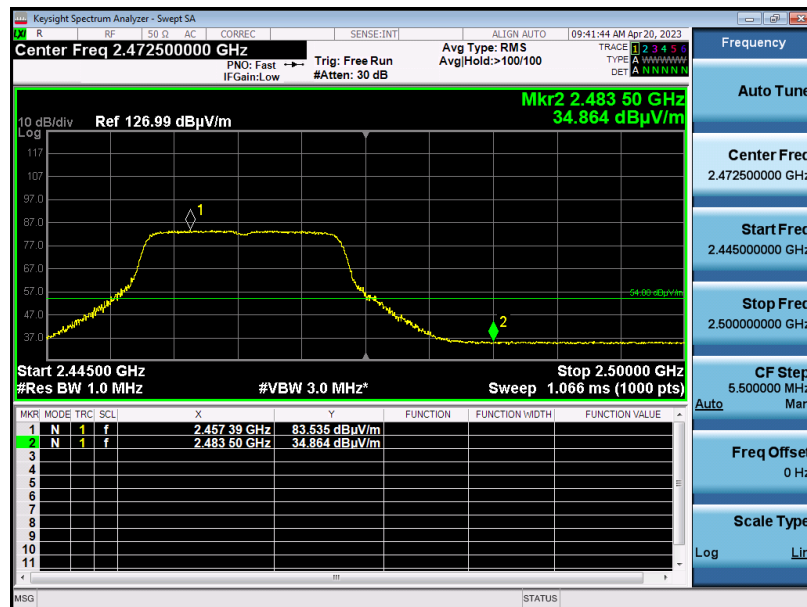 Keysight Spectrum Analyzer - Swept SA
LXI R RF 50 Ω AC CORREC SENSE:INT ALIGN AUTO 09:41:44 AM Apr 20, 2023
Center Freq 2.472500000 GHz
PNO: Fast
IFGain:Low
Trig: Free Run
#Atten: 30 dB
Avg Type: RMS
Avg|Hold:>100/100
TRACE 1 2 3 4 5 6
TYPE A WWWWW
DET A N N N N N
Mkr2 2.483 50 GHz
34.864 dBµV/m
10 dB/div
Log
Ref 126.99 dBµV/m
117
107
97.0
87.0
77.0
67.0
57.0
47.0
37.0
1
54.00 dBµV/m
2
Start 2.44500 GHz
Stop 2.50000 GHz
#Res BW 1.0 MHz
#VBW 3.0 MHz*
Sweep 1.066 ms (1000 pts)
MKR MODE TRC SCL X Y FUNCTION FUNCTION WIDTH FUNCTION VALUE
1 N 1 f 2.457 39 GHz 83.535 dBµV/m
2 N 1 f 2.483 50 GHz 34.864 dBµV/m
3
4
5
6
7
8
9
10
11
MSG
STATUS
Frequency
Auto Tune
Center Freq
2.472500000 GHz
Start Freq
2.445000000 GHz
Stop Freq
2.500000000 GHz
CF Step
5.500000 MHz
Auto Man
Freq Offset
0 Hz
Scale Type
Log Lin